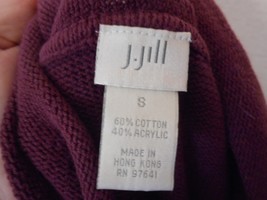 J.Jill
S
60% COTTON
40% ACRYLIC
MADE IN
HONG KONG
RN 97641